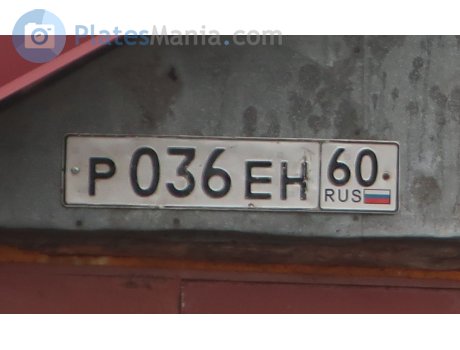 PlatesMania.com
Р 036 ЕН 60
RUS